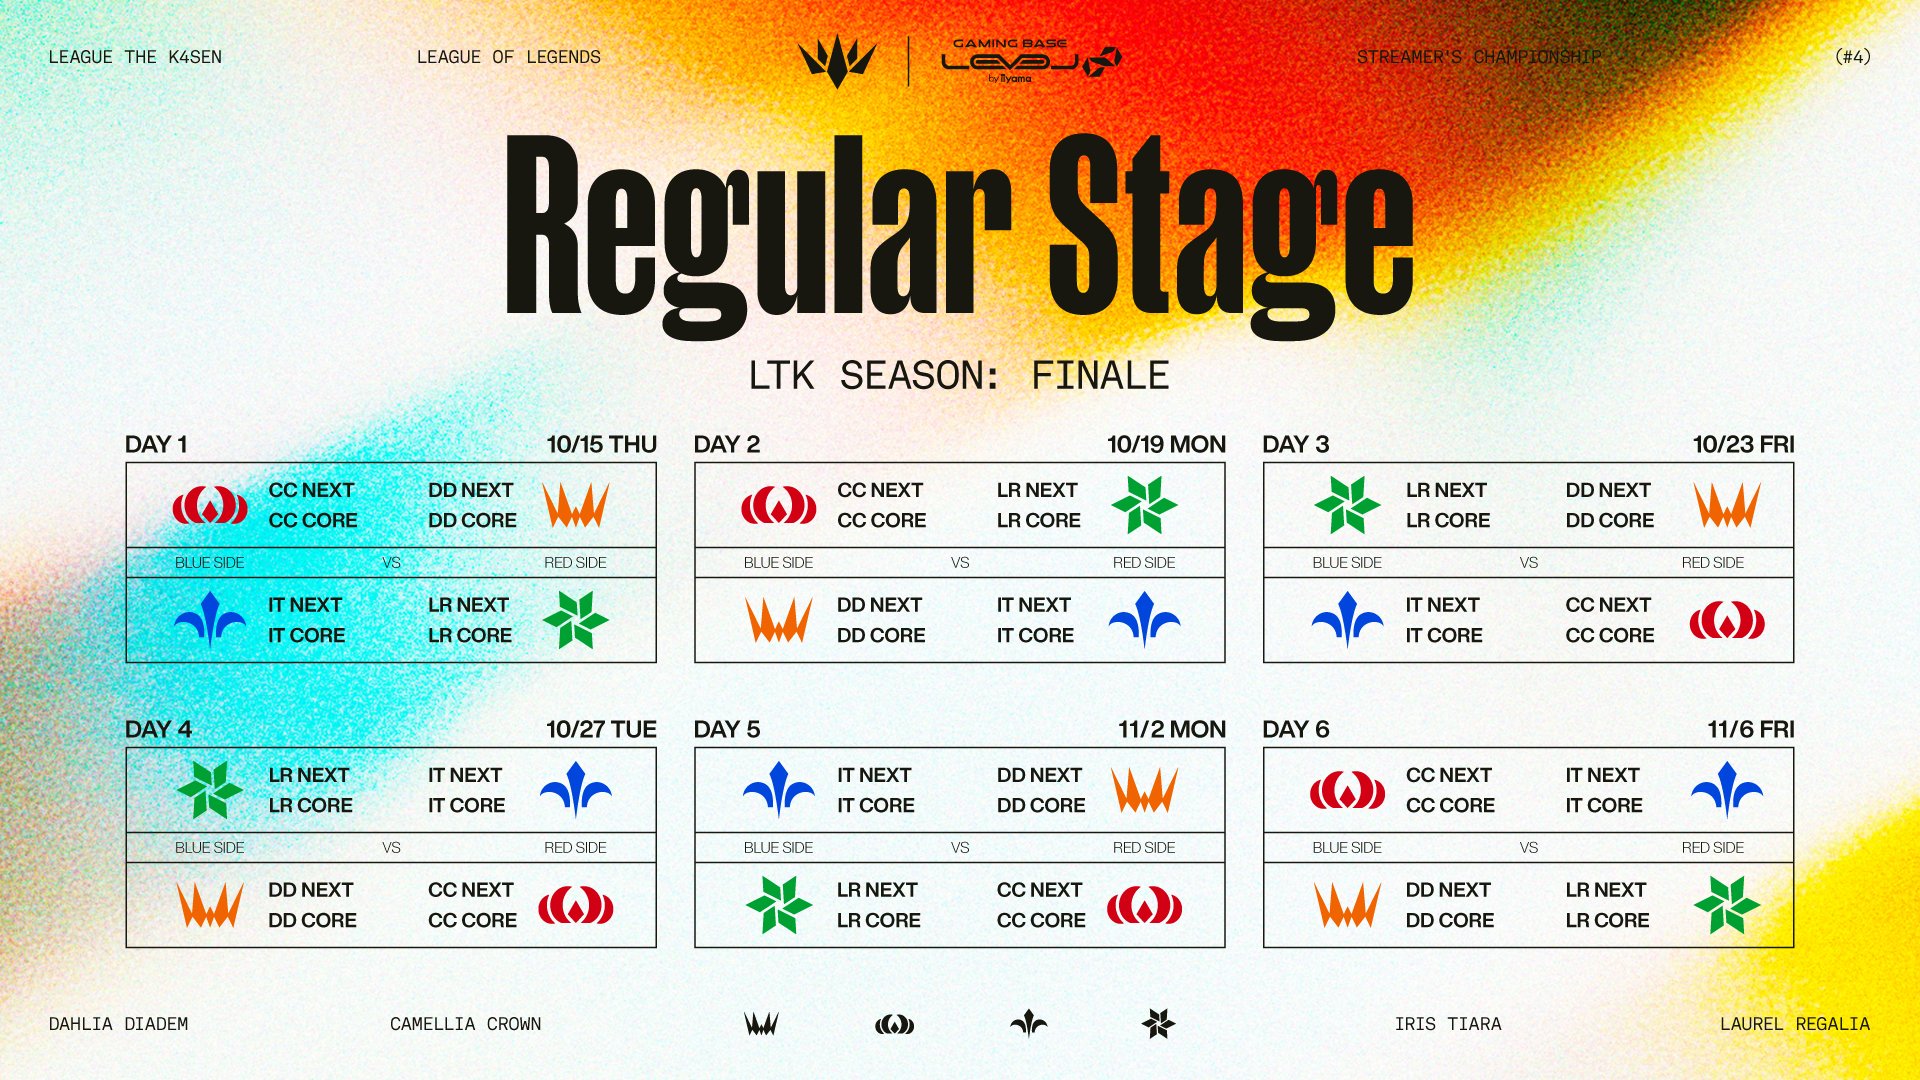 LEAGUE THE K4SEN
LEAGUE OF LEGENDS
GAMING BASE
LEVEL
by iiyama
STREAMER'S CHAMPIONSHIP
(#4)
Regular Stage
LTK SEASON: FINALE
DAY 1 10/15 THU
CC NEXT DD NEXT
CC CORE DD CORE
BLUE SIDE VS RED SIDE
IT NEXT LR NEXT
IT CORE LR CORE
DAY 2 10/19 MON
CC NEXT LR NEXT
CC CORE LR CORE
BLUE SIDE VS RED SIDE
DD NEXT IT NEXT
DD CORE IT CORE
DAY 3 10/23 FRI
LR NEXT DD NEXT
LR CORE DD CORE
BLUE SIDE VS RED SIDE
IT NEXT CC NEXT
IT CORE CC CORE
DAY 4 10/27 TUE
LR NEXT IT NEXT
LR CORE IT CORE
BLUE SIDE VS RED SIDE
DD NEXT CC NEXT
DD CORE CC CORE
DAY 5 11/2 MON
IT NEXT DD NEXT
IT CORE DD CORE
BLUE SIDE VS RED SIDE
LR NEXT CC NEXT
LR CORE CC CORE
DAY 6 11/6 FRI
CC NEXT IT NEXT
CC CORE IT CORE
BLUE SIDE VS RED SIDE
DD NEXT LR NEXT
DD CORE LR CORE
DAHLIA DIADEM
CAMELLIA CROWN
IRIS TIARA
LAUREL REGALIA